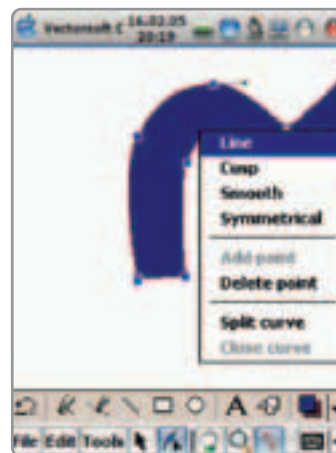 Vectorsoft C 16.02.05
20:19
Line
Cusp
Smooth
Symmetrical
Add point
Delete point
Split curve
Close curve
A
File Edit Tools